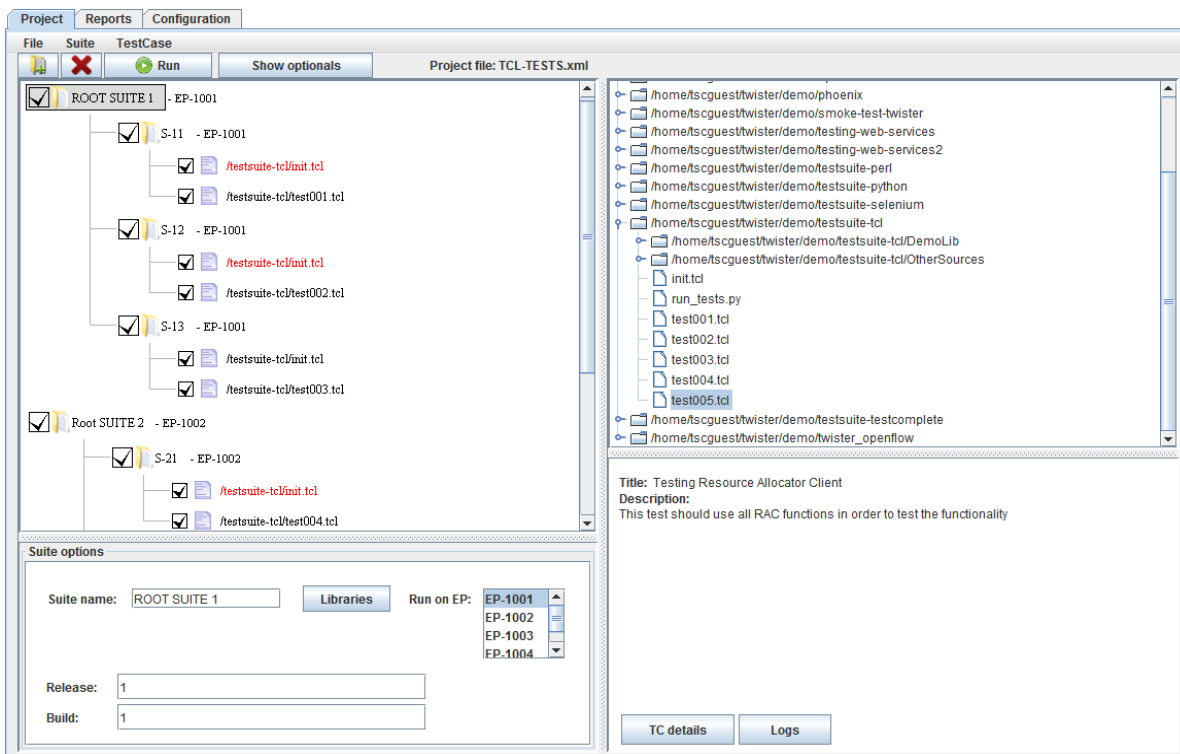 Project Reports Configuration
File Suite TestCase
Run Show optionals Project file: TCL-TESTS.xml
ROOT SUITE 1 - EP-1001
S-11 - EP-1001
/testsuite-tcl/init.tcl
/testsuite-tcl/test001.tcl
S-12 - EP-1001
/testsuite-tcl/init.tcl
/testsuite-tcl/test002.tcl
S-13 - EP-1001
/testsuite-tcl/init.tcl
/testsuite-tcl/test003.tcl
Root SUITE 2 - EP-1002
S-21 - EP-1002
/testsuite-tcl/init.tcl
/testsuite-tcl/test004.tcl
/home/tscguest/twister/demo/phoenix
/home/tscguest/twister/demo/smoke-test-twister
/home/tscguest/twister/demo/testing-web-services
/home/tscguest/twister/demo/testing-web-services2
/home/tscguest/twister/demo/testsuite-perl
/home/tscguest/twister/demo/testsuite-python
/home/tscguest/twister/demo/testsuite-selenium
/home/tscguest/twister/demo/testsuite-tcl
/home/tscguest/twister/demo/testsuite-tcl/DemoLib
/home/tscguest/twister/demo/testsuite-tcl/OtherSources
init.tcl
run_tests.py
test001.tcl
test002.tcl
test003.tcl
test004.tcl
test005.tcl
/home/tscguest/twister/demo/testsuite-testcomplete
/home/tscguest/twister/demo/twister_openflow
Suite options
Suite name: ROOT SUITE 1 Libraries Run on EP: EP-1001
EP-1002
EP-1003
EP-1004
Release: 1
Build: 1
Title: Testing Resource Allocator Client
Description:
This test should use all RAC functions in order to test the functionality
TC details Logs